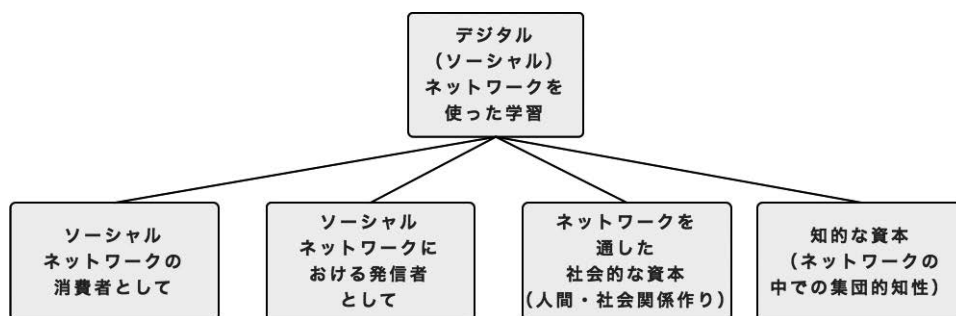 デジタル
（ソーシャル）
ネットワークを
使った学習
ソーシャル
ネットワークの
消費者として
ソーシャル
ネットワークに
おける発信者
として
ネットワークを
通した
社会的な資本
（人間・社会関係作り）
知的な資本
（ネットワークの
中での集団的知性）